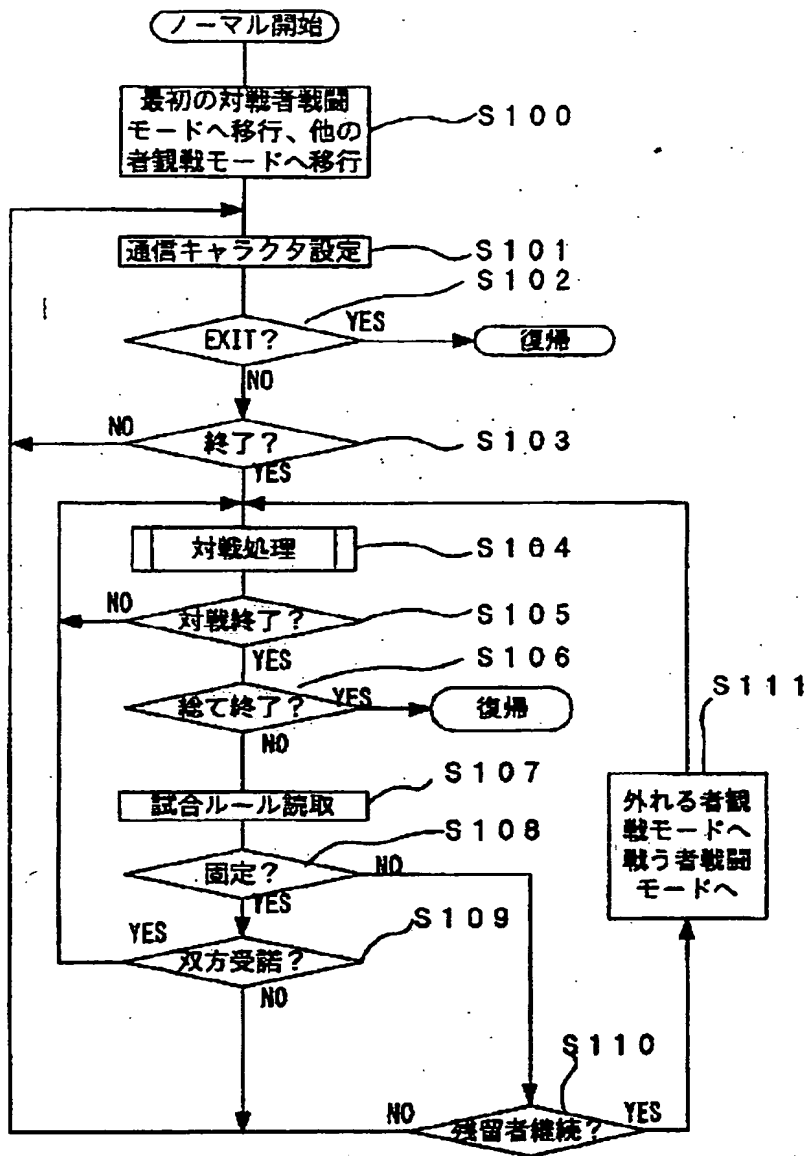 ノーマル開始
最初の対戦者戦闘
モードへ移行、他の
者観戦モードへ移行
S100
通信キャラクタ設定
S101
S102
EXIT?
YES
復帰
NO
NO
終了?
S103
YES
対戦処理
S104
NO
対戦終了?
S105
YES
S106
総て終了?
YES
復帰
NO
S111
試合ルール読取
S107
外れる者観
戦モードへ
戦う者戦闘
モードへ
S108
固定?
NO
YES
YES
S109
双方受諾?
NO
S110
NO
残留者継続?
YES